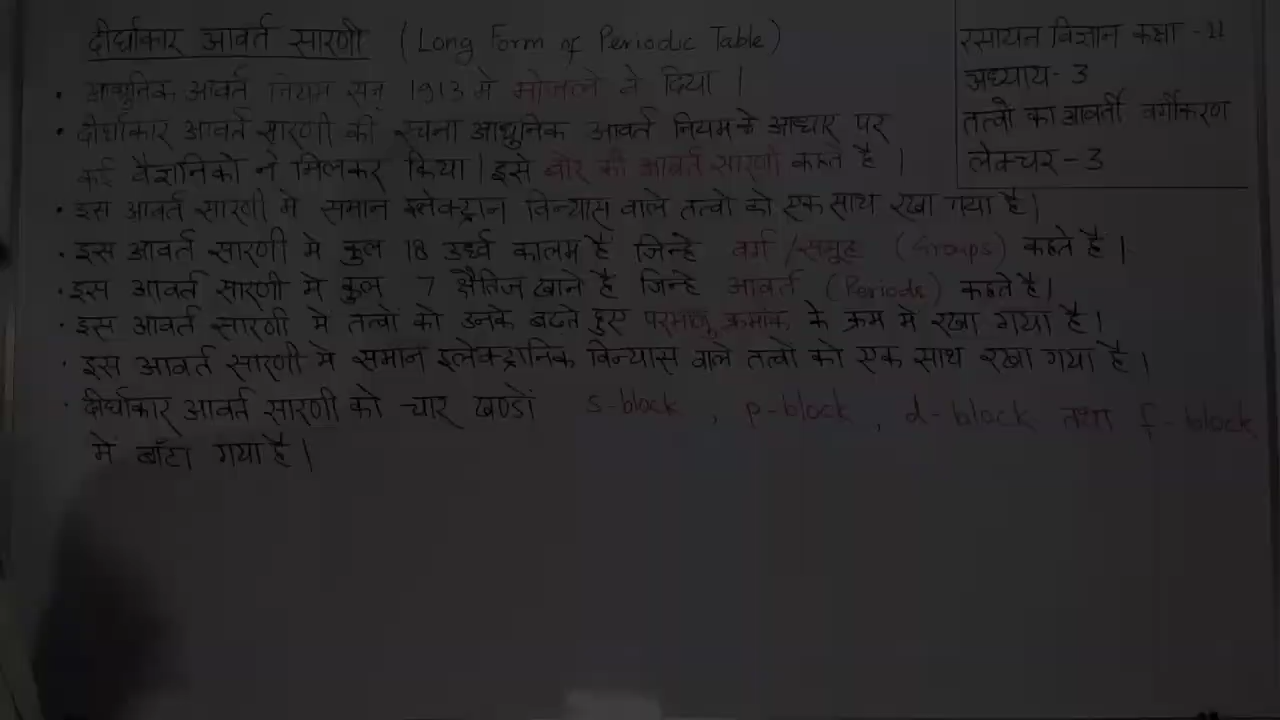 दीर्घाकार आवर्त सारणी (Long Form of Periodic Table)
• आधुनिक आवर्त नियम सन् 1913 मे मोजले ने दिया |
• दीर्घाकार आवर्त सारणी की रचना आधुनिक आवर्त नियम के आधार पर
कई वैज्ञानिको ने मिलकर किया | इसे बोर की आवर्त सारणी कहते है |
• इस आवर्त सारणी मे समान इलेक्ट्रान विन्यास वाले तत्वो को एक साथ रखा गया है |
• इस आवर्त सारणी मे कुल 18 उर्ध्व कालम है जिन्हे वर्ग /समूह (Groups) कहते है |
• इस आवर्त सारणी मे कुल 7 क्षैतिज खाने है जिन्हे आवर्त (Periods) कहते है |
• इस आवर्त सारणी मे तत्वो को उनके बढते हुए परमाणु क्रमांक के क्रम मे रखा गया है |
• इस आवर्त सारणी मे समान इलेक्ट्रानिक विन्यास वाले तत्वो को एक साथ रखा गया है |
• दीर्घाकार आवर्त सारणी को चार खण्डो s-block , p-block , d-block तथा f-block
मे बाँटा गया है |
रसायन विज्ञान कक्षा -11
अध्याय- 3
तत्वो का आवर्ती वर्गीकरण
लेक्चर - 3